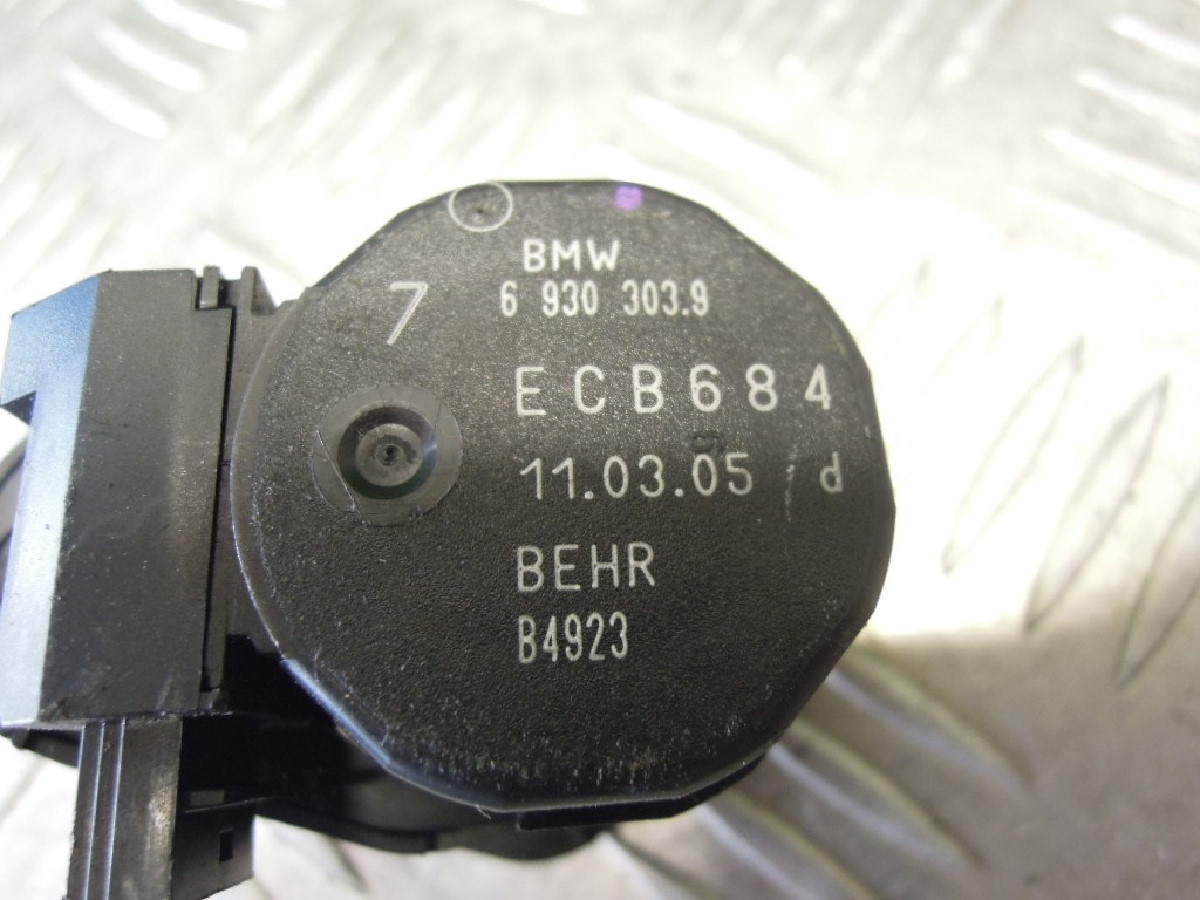 BMW
7
6 930 303.9
ECB684
11.03.05 d
BEHR
B4923